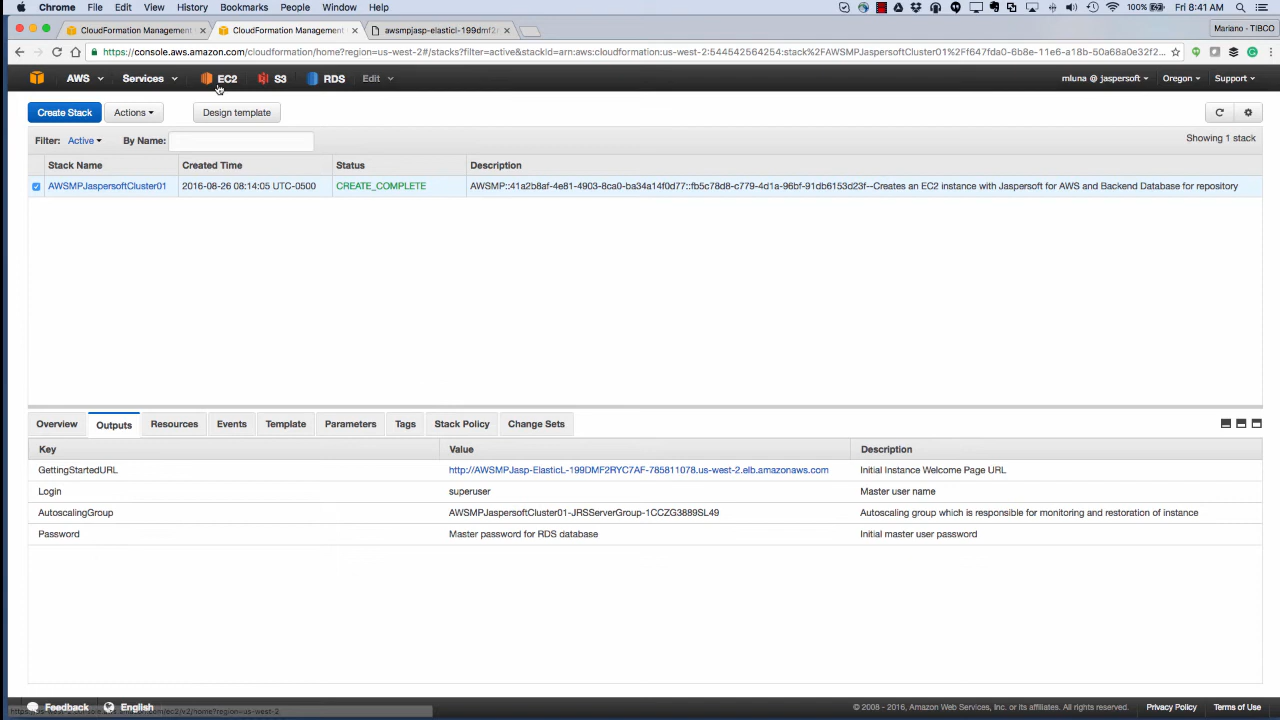 Chrome File Edit View History Bookmarks People Window Help 100% Fri 8:41 AM
CloudFormation Management × CloudFormation Management × awsmpjasp-elasticl-199dmf2 × Mariano - TIBCO
https://console.aws.amazon.com/cloudformation/home?region=us-west-2#/stacks?filter=active&stackId=arn:aws:cloudformation:us-west-2:544542564254:stack%2FAWSMPJaspersoftCluster01%2Ff647fda0-6b8e-11e6-a18b-50a68a0e32f2...
AWS Services EC2 S3 RDS Edit mluna @ jaspersoft Oregon Support
Create Stack Actions Design template
Filter: Active By Name: Showing 1 stack
Stack Name Created Time Status Description
AWSMPJaspersoftCluster01 2016-08-26 08:14:05 UTC-0500 CREATE_COMPLETE AWSMP::41a2b8af-4e81-4903-8ca0-ba34a14f0d77::fb5c78d8-c779-4d1a-96bf-91db6153d23f--Creates an EC2 instance with Jaspersoft for AWS and Backend Database for repository
Overview Outputs Resources Events Template Parameters Tags Stack Policy Change Sets
Key Value Description
GettingStartedURL http://AWSMPJasp-ElasticL-199DMF2RYC7AF-785811078.us-west-2.elb.amazonaws.com Initial Instance Welcome Page URL
Login superuser Master user name
AutoscalingGroup AWSMPJaspersoftCluster01-JRSServerGroup-1CCZG3889SL49 Autoscaling group which is responsible for monitoring and restoration of instance
Password Master password for RDS database Initial master user password
Feedback English © 2008 - 2016, Amazon Web Services, Inc. or its affiliates. All rights reserved. Privacy Policy Terms of Use